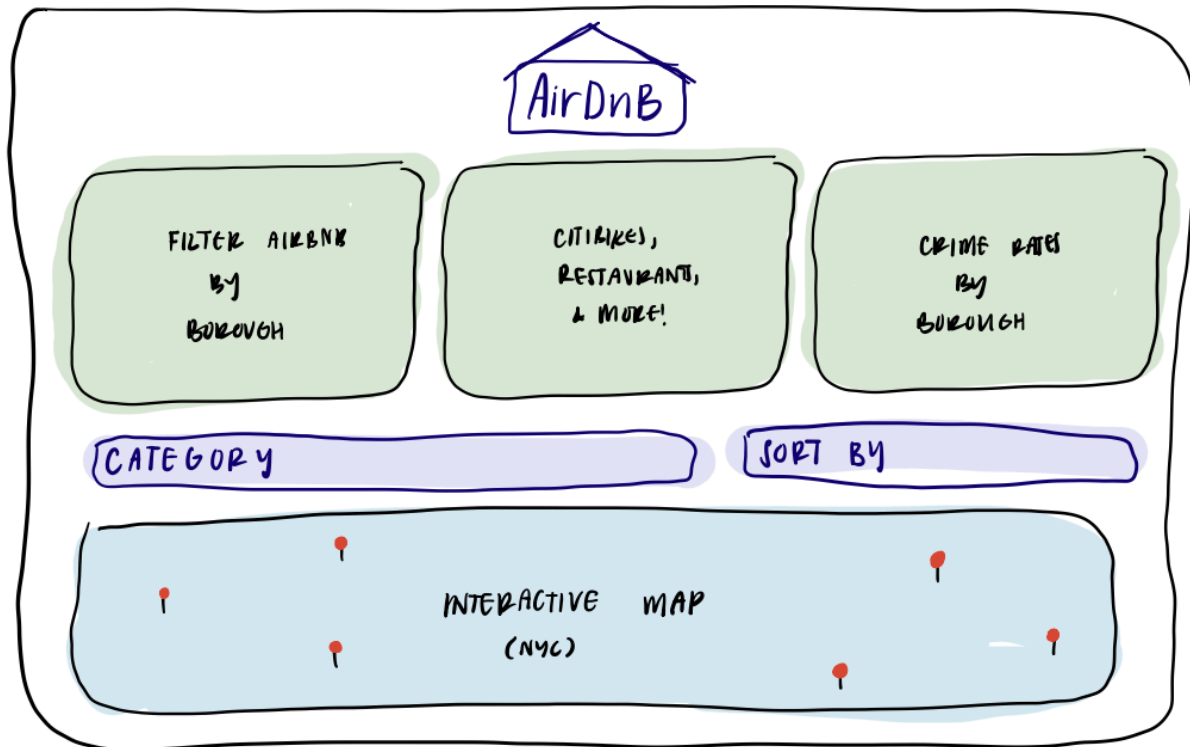 AirDnB
FILTER AIRBNB
BY
BOROUGH
CITIBIKES,
RESTAURANTS,
& MORE!
CRIME RATES
BY
BOROUGH
CATEGORY
SORT BY
INTERACTIVE MAP
(NYC)